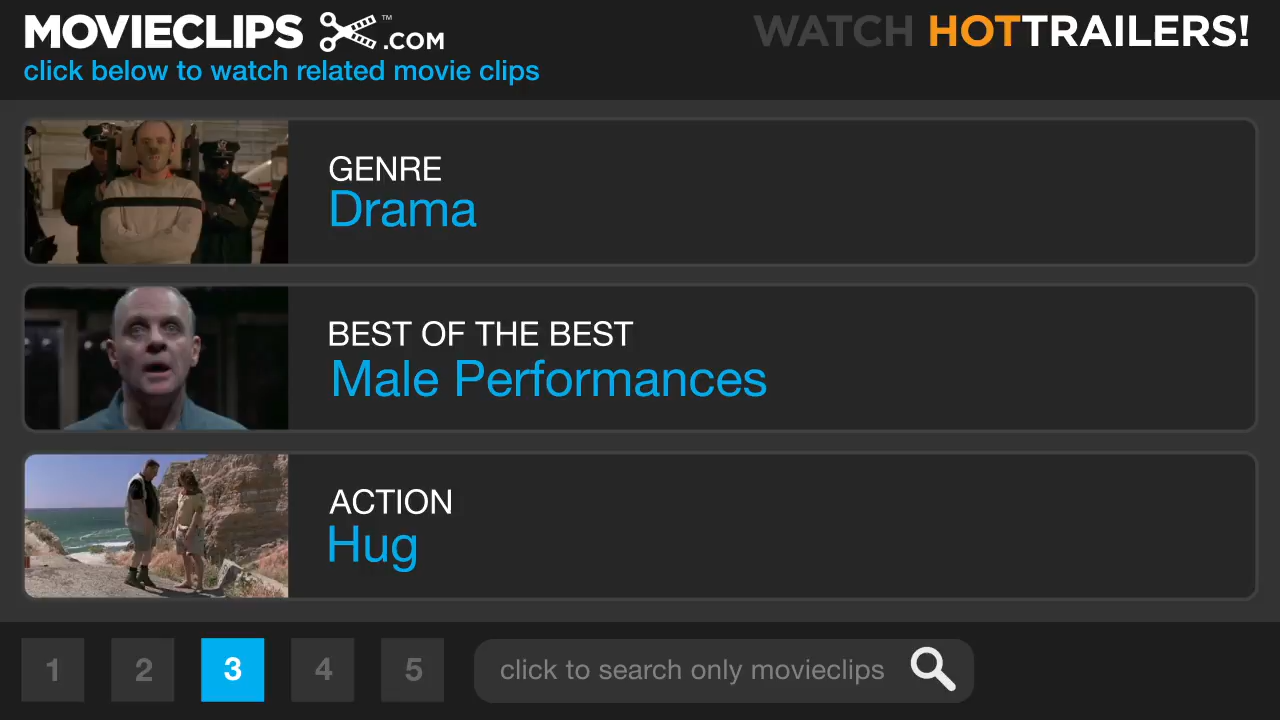 MOVIECLIPS™.COM
WATCH HOTTRAILERS!
click below to watch related movie clips
GENRE
Drama
BEST OF THE BEST
Male Performances
ACTION
Hug
1 2 3 4 5
click to search only movieclips